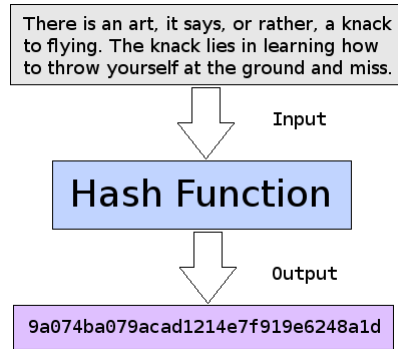 There is an art, it says, or rather, a knack
to flying. The knack lies in learning how
to throw yourself at the ground and miss.
Input
Hash Function
Output
9a074ba079acad1214e7f919e6248a1d